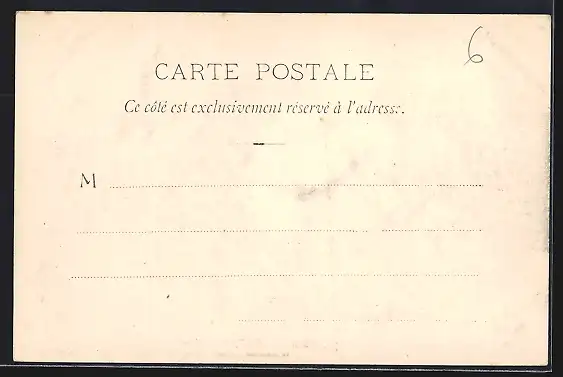 6
CARTE POSTALE
Ce côté est exclusivement réservé à l'adresse.
M